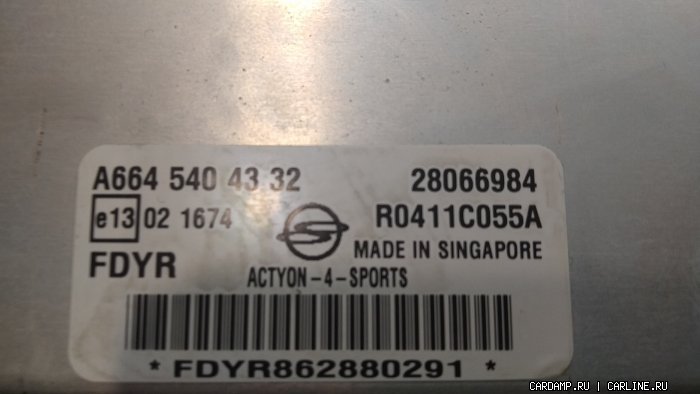 A664 540 43 32 28066984
e13 02 1674 R0411C055A
MADE IN SINGAPORE
FDYR
ACTYON-4-SPORTS
* FDYR862880291 *
CARDAMP.RU | CARLINE.RU